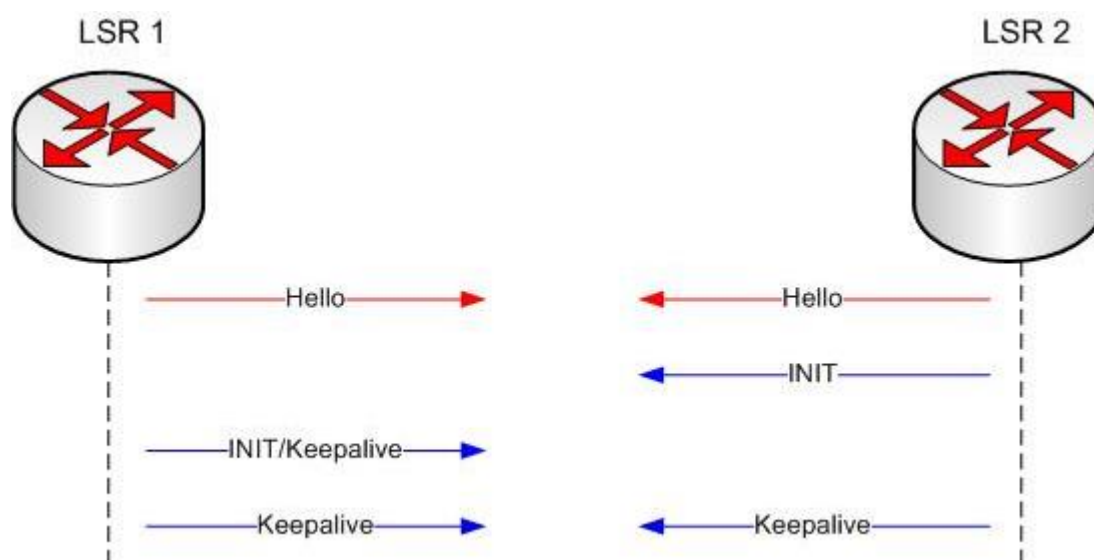 LSR 1
LSR 2
Hello
Hello
INIT
INIT/Keepalive
Keepalive
Keepalive